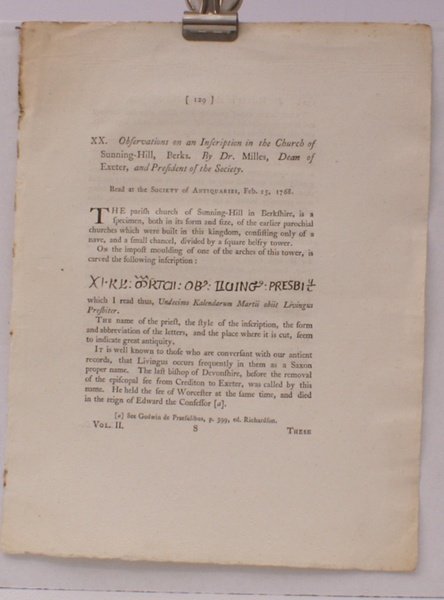 [ 129 ]
XX. Obſervations on an Inſcription in the Church of
Sunning-Hill, Berks. By Dr. Milles, Dean of
Exeter, and Preſident of the Society.
Read at the SOCIETY of ANTIQUARIES, Feb. 15, 1768.
THE pariſh church of Sunning-Hill in Berkſhire, is a
ſpecimen, both in its form and ſize, of the earlier parochial
churches which were built in this kingdom, conſiſting only of a
nave, and a ſmall chancel, divided by a ſquare belfry tower.
On the impoſt moulding of one of the arches of this tower, is
carved the following inſcription:
XI·KL: PRESBI
which I read thus, Undecimo Kalendarum Martii obiit Livingus
Preſbiter.
THE name of the prieſt, the ſtyle of the inſcription, the form
and abbreviation of the letters, and the place where it is cut, ſeem
to indicate great antiquity.
IT is well known to thoſe who are converſant with our antient
records, that Livingus occurs frequently in them as a Saxon
proper name. The laſt biſhop of Devonſhire, before the removal
of the epiſcopal ſee from Crediton to Exeter, was called by this
name. He held the ſee of Worceſter at the ſame time, and died
in the reign of Edward the Confeſſor [a].
[a] See Godwin de Præſulibus, p. 399, ed. Richardſon.
VOL. II. S THESE